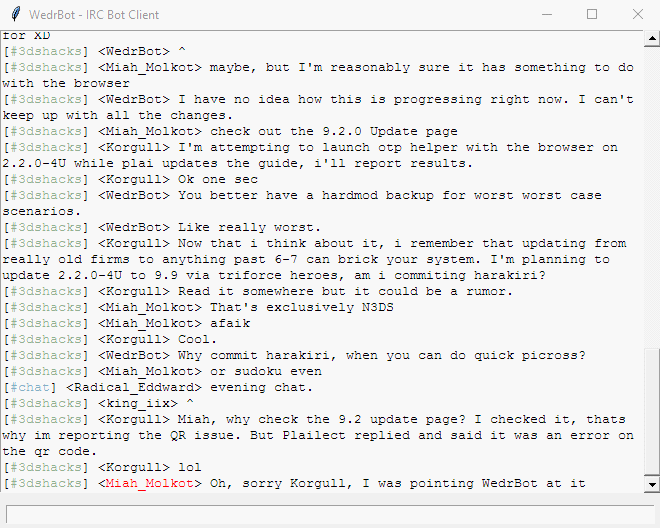 WedrBot - IRC Bot Client
for XD
[#3dshacks] <WedrBot> ^
[#3dshacks] <Miah_Molkot> maybe, but I'm reasonably sure it has something to do
with the browser
[#3dshacks] <WedrBot> I have no idea how this is progressing right now. I can't
keep up with all the changes.
[#3dshacks] <Miah_Molkot> check out the 9.2.0 Update page
[#3dshacks] <Korgull> I'm attempting to launch otp helper with the browser on
2.2.0-4U while plai updates the guide, i'll report results.
[#3dshacks] <Korgull> Ok one sec
[#3dshacks] <WedrBot> You better have a hardmod backup for worst worst case
scenarios.
[#3dshacks] <WedrBot> Like really worst.
[#3dshacks] <Korgull> Now that i think about it, i remember that updating from
really old firms to anything past 6-7 can brick your system. I'm planning to
update 2.2.0-4U to 9.9 via triforce heroes, am i commiting harakiri?
[#3dshacks] <Korgull> Read it somewhere but it could be a rumor.
[#3dshacks] <Miah_Molkot> That's exclusively N3DS
[#3dshacks] <Miah_Molkot> afaik
[#3dshacks] <Korgull> Cool.
[#3dshacks] <WedrBot> Why commit harakiri, when you can do quick picross?
[#3dshacks] <Miah_Molkot> or sudoku even
[#chat] <Radical_Eddward> evening chat.
[#3dshacks] <king_iix> ^
[#3dshacks] <Korgull> Miah, why check the 9.2 update page? I checked it, thats
why im reporting the QR issue. But Plailect replied and said it was an error on
the qr code.
[#3dshacks] <Korgull> lol
[#3dshacks] <Miah_Molkot> Oh, sorry Korgull, I was pointing WedrBot at it